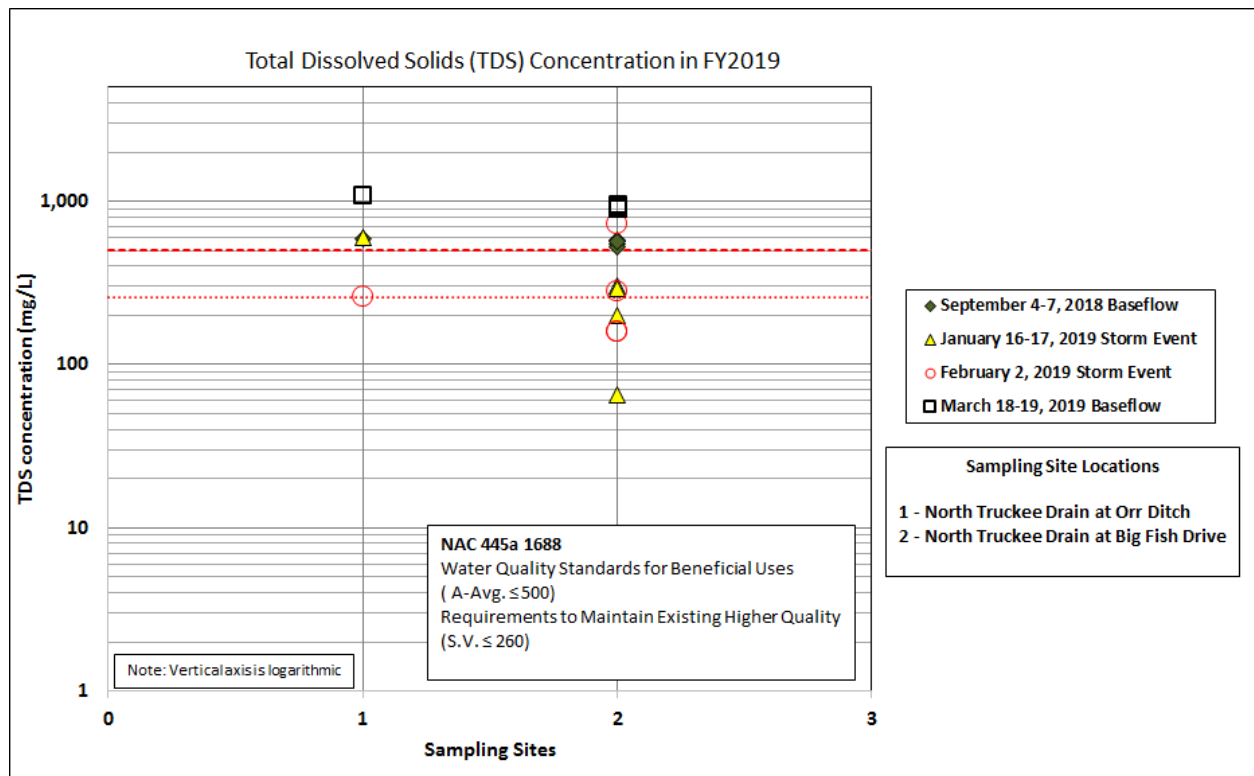 Total Dissolved Solids (TDS) Concentration in FY2019
TDS concentration (mg/L)
1,000
100
10
1
0
1
2
3
Sampling Sites
Note: Vertical axis is logarithmic
NAC 445a 1688
Water Quality Standards for Beneficial Uses
( A-Avg. ≤500)
Requirements to Maintain Existing Higher Quality
(S.V. ≤ 260)
September 4-7, 2018 Baseflow
January 16-17, 2019 Storm Event
February 2, 2019 Storm Event
March 18-19, 2019 Baseflow
Sampling Site Locations
1 - North Truckee Drain at Orr Ditch
2 - North Truckee Drain at Big Fish Drive